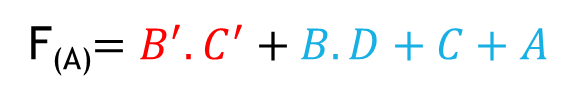 F(A)= B′.C′ + B.D + C + A